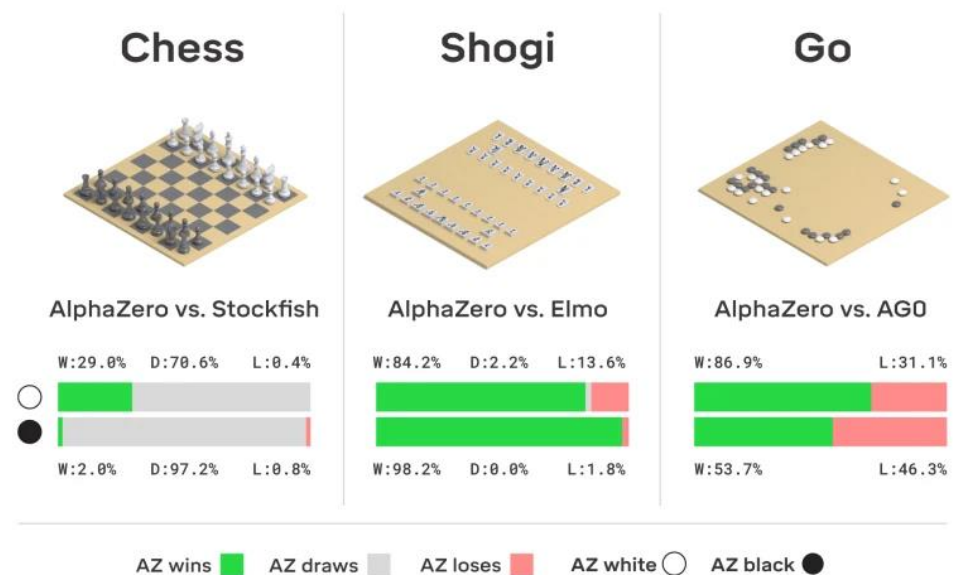 Chess
Shogi
Go
AlphaZero vs. Stockfish
AlphaZero vs. Elmo
AlphaZero vs. AG0
W:29.0% D:70.6% L:0.4%
W:84.2% D:2.2% L:13.6%
W:86.9% L:31.1%
W:2.0% D:97.2% L:0.8%
W:98.2% D:0.0% L:1.8%
W:53.7% L:46.3%
AZ wins AZ draws AZ loses AZ white AZ black